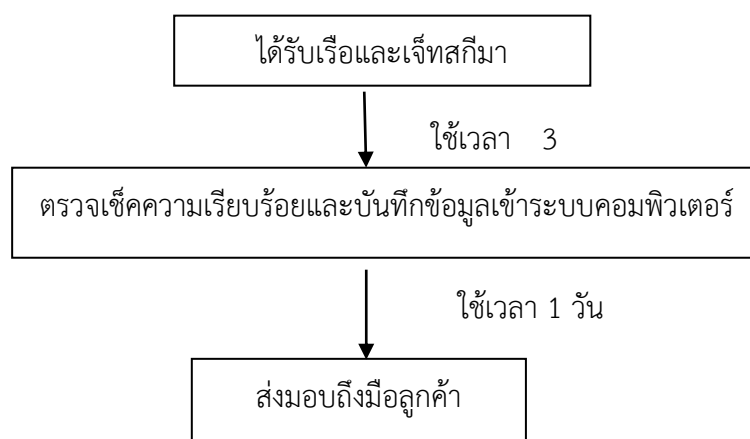 ได้รับเรือและเจ็ทสกีมา
ใช้เวลา 3
ตรวจเช็คความเรียบร้อยและบันทึกข้อมูลเข้าระบบคอมพิวเตอร์
ใช้เวลา 1 วัน
ส่งมอบถึงมือลูกค้า